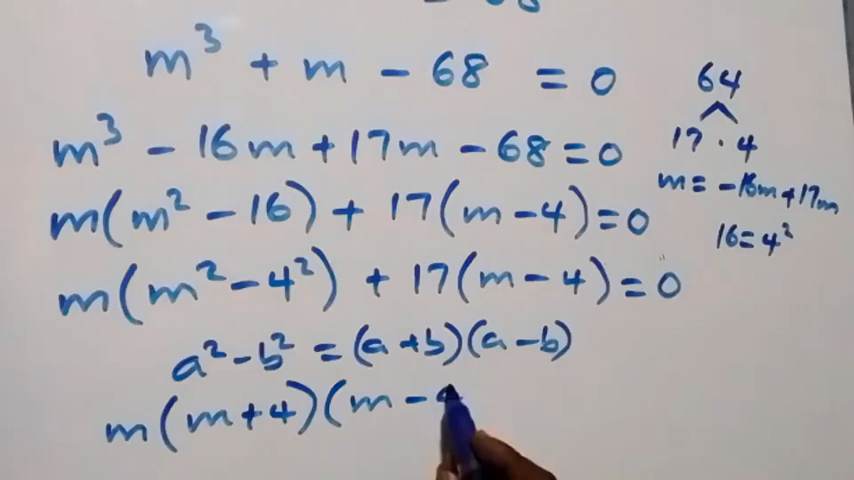 m³ + m - 68 = 0
64
m³ - 16m + 17m - 68 = 0
17 · 4
m = -16m + 17m
m(m² - 16) + 17(m - 4) = 0
16 = 4²
m(m² - 4²) + 17(m - 4) = 0
a² - b² = (a + b)(a - b)
m(m + 4)(m -